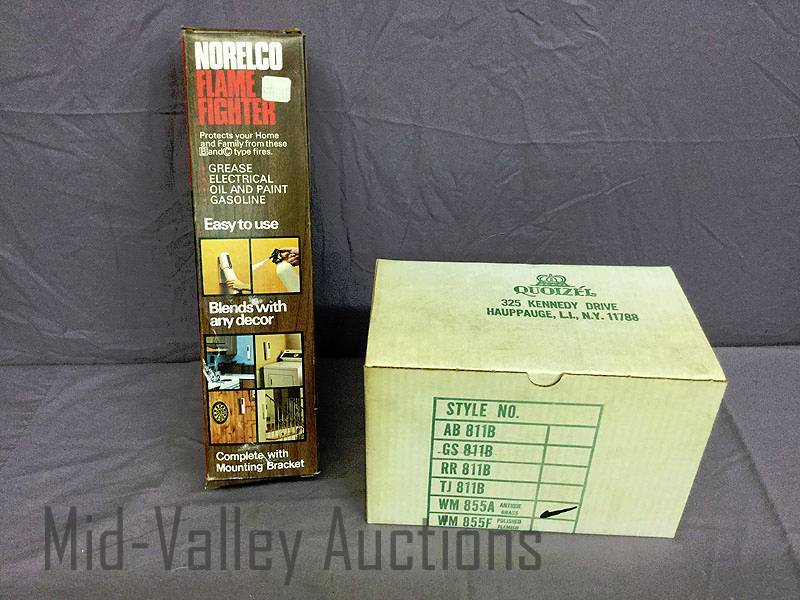 NORELCO
FLAME
FIGHTER
Protects your Home
and Family from these
B and C type fires.
GREASE
ELECTRICAL
OIL AND PAINT
GASOLINE
Easy to use
Blends with
any decor
Complete with
Mounting Bracket
QUOIZEL
325 KENNEDY DRIVE
HAUPPAUGE, L.I., N.Y. 11788
STYLE NO.
AB 811B
GS 811B
RR 811B
TJ 811B
WM 855A ANTIQUE BRASS
WM 855F POLISHED FLEMISH
Mid-Valley Auctions